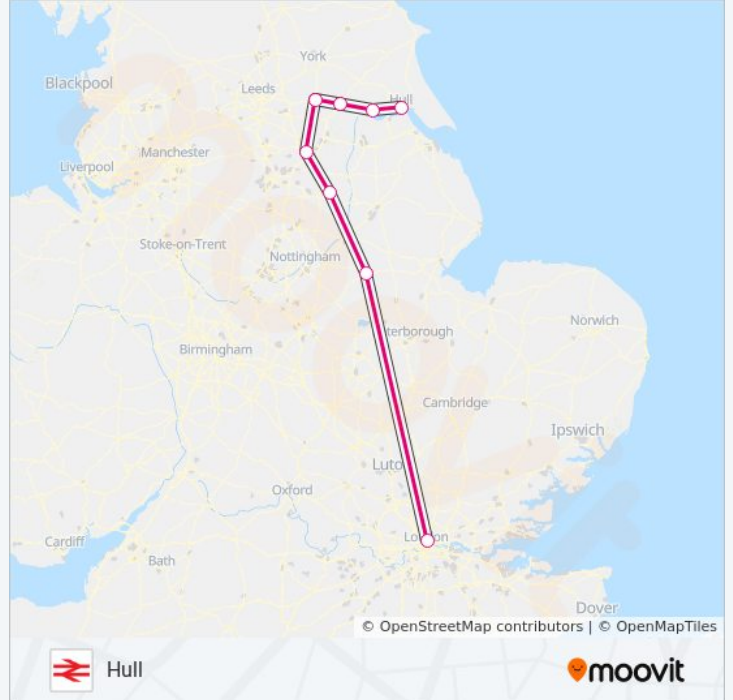 York
Blackpool
Leeds
Hull
Manchester
Liverpool
Stoke-on-Trent
Nottingham
terborough
Norwich
Birmingham
Cambridge
Ipswich
Luto
Oxford
London
Cardiff
Bath
Dover
© OpenStreetMap contributors | © OpenMapTiles
Hull
moovit